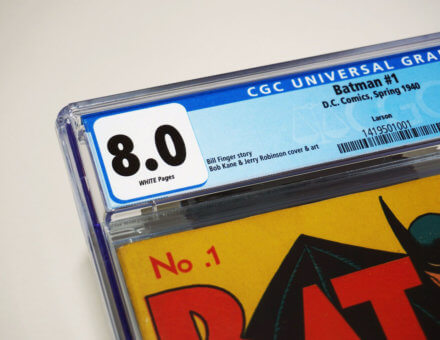 CGC UNIVERSAL GRA
Batman #1
D.C. Comics, Spring 1940
8.0
WHITE Pages
Bill Finger story
Bob Kane & Jerry Robinson cover & art
Larson
1419501001
No.1
BAT